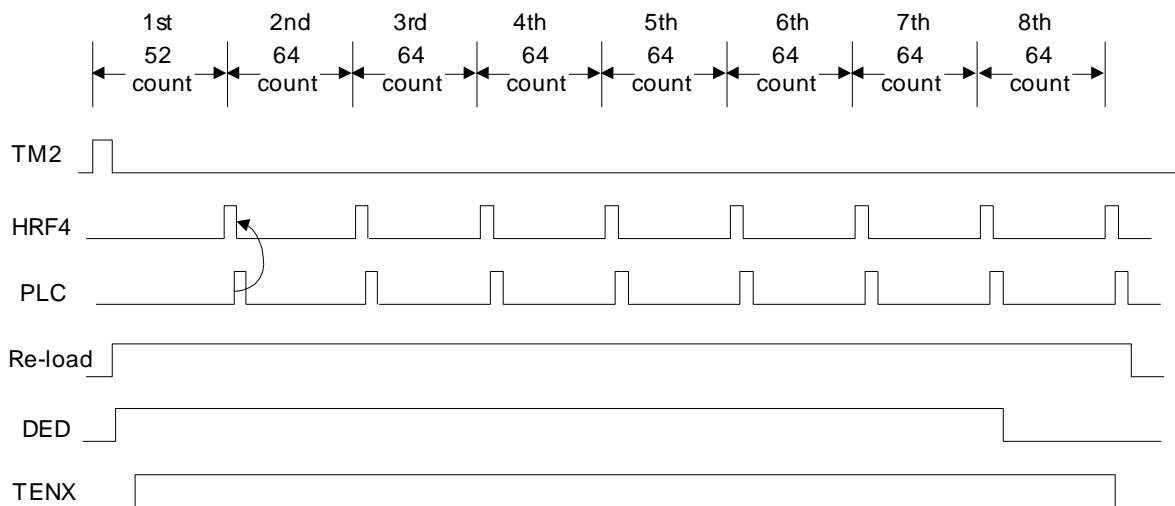 1st 2nd 3rd 4th 5th 6th 7th 8th
52 64 64 64 64 64 64 64
count count count count count count count count
TM2
HRF4
PLC
Re-load
DED
TENX